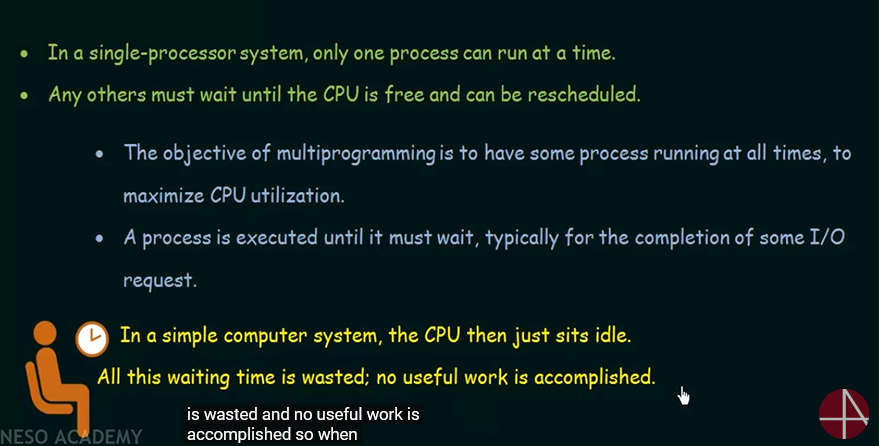 • In a single-processor system, only one process can run at a time.
• Any others must wait until the CPU is free and can be rescheduled.
• The objective of multiprogramming is to have some process running at all times, to
maximize CPU utilization.
• A process is executed until it must wait, typically for the completion of some I/O
request.
In a simple computer system, the CPU then just sits idle.
All this waiting time is wasted; no useful work is accomplished.
is wasted and no useful work is
accomplished so when
NESO ACADEMY